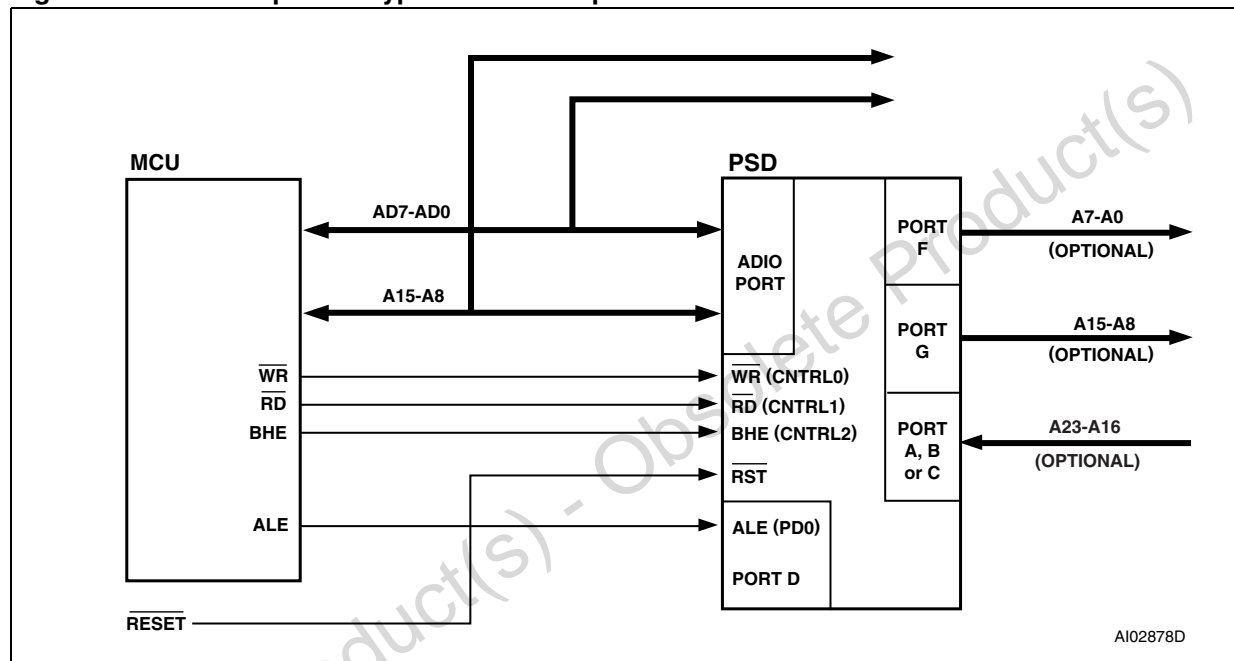 MCU
PSD
AD7-AD0
A15-A8
ADIO
PORT
PORT
F
A7-A0
(OPTIONAL)
PORT
G
A15-A8
(OPTIONAL)
PORT
A, B
or C
A23-A16
(OPTIONAL)
WR
RD
BHE
ALE
WR (CNTRL0)
RD (CNTRL1)
BHE (CNTRL2)
RST
ALE (PD0)
PORT D
RESET
AI02878D
Obsolete Product(s)